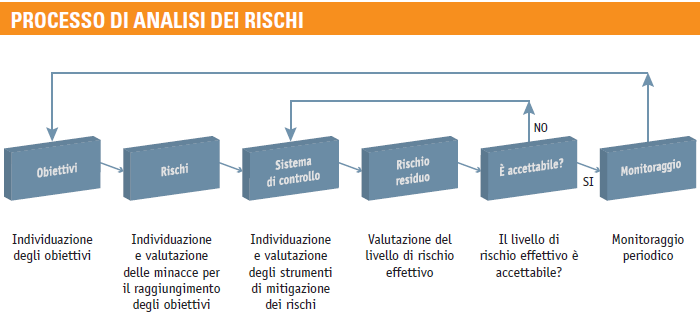 PROCESSO DI ANALISI DEI RISCHI
NO
Obiettivi
Rischi
Sistema
di controllo
Rischio
residuo
È accettabile?
SI
Monitoraggio
Individuazione
degli obiettivi
Individuazione
e valutazione
delle minacce per
il raggiungimento
degli obiettivi
Individuazione
e valutazione
degli strumenti
di mitigazione
dei rischi
Valutazione del
livello di rischio
effettivo
Il livello di
rischio effettivo è
accettabile?
Monitoraggio
periodico